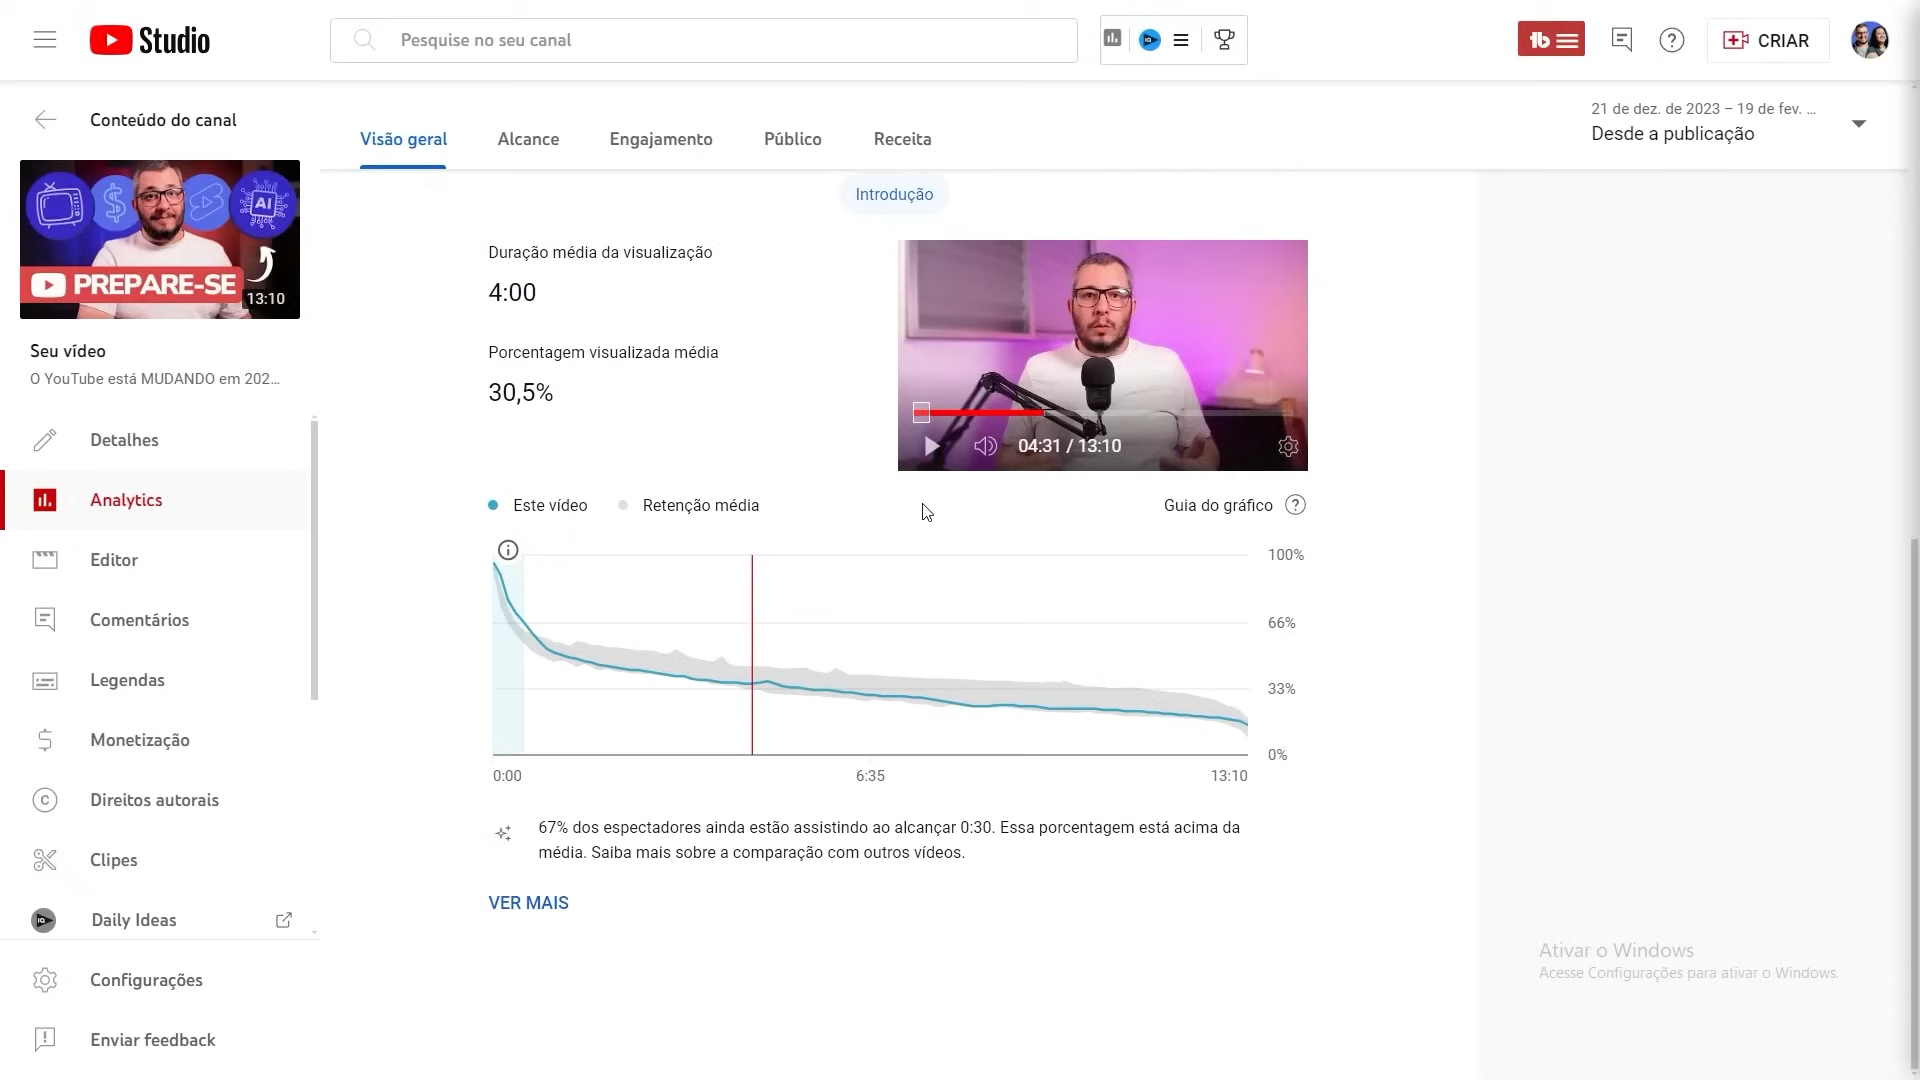 Studio
Pesquise no seu canal
CRIAR
Conteúdo do canal
AI
PREPARE-SE
13:10
Seu vídeo
O YouTube está MUDANDO em 202...
Detalhes
Analytics
Editor
Comentários
Legendas
Monetização
Direitos autorais
Clipes
Daily Ideas
Configurações
Enviar feedback
Visão geral
Alcance
Engajamento
Público
Receita
21 de dez. de 2023 – 19 de fev. ...
Desde a publicação
Introdução
Duração média da visualização
4:00
Porcentagem visualizada média
30,5%
04:31 / 13:10
Este vídeo
Retenção média
Guia do gráfico
100%
66%
33%
0%
0:00
6:35
13:10
67% dos espectadores ainda estão assistindo ao alcançar 0:30. Essa porcentagem está acima da
média. Saiba mais sobre a comparação com outros vídeos.
VER MAIS
Ativar o Windows
Acesse Configurações para ativar o Windows.